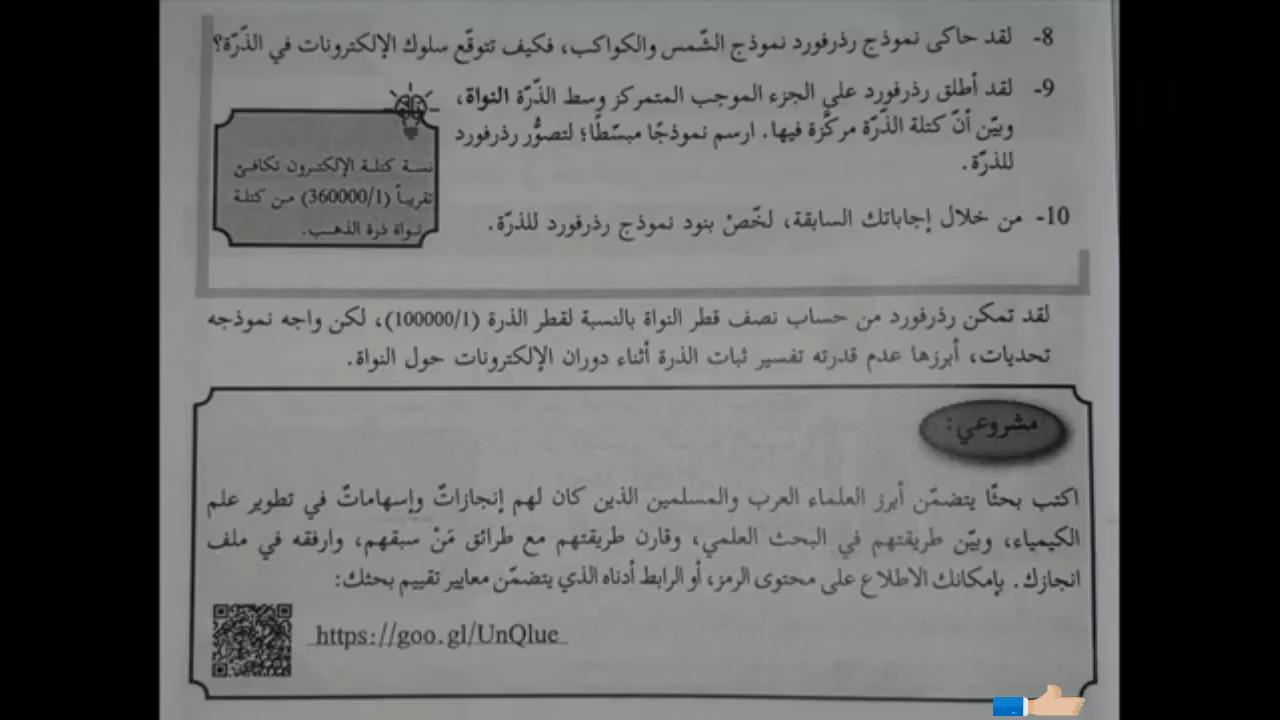 8- لقد حاكى نموذج رذرفورد نموذج الشّمس والكواكب، فكيف تتوقّع سلوك الإلكترونات في الذّرّة؟
9- لقد أطلق رذرفورد على الجزء الموجب المتمركز وسط الذّرّة النواة،
وبيّن أنّ كتلة الذّرّة مركَّزة فيها. ارسم نموذجًا مبسّطًا؛ لتصوُّر رذرفورد
للذرّة.
نسبة كتلة الإلكترون تكافئ
تقريباً (360000/1) من كتلة
نواة ذرة الذهب.
10- من خلال إجاباتك السابقة، لخّصْ بنود نموذج رذرفورد للذرّة.
لقد تمكن رذرفورد من حساب نصف قطر النواة بالنسبة لقطر الذرة (100000/1)، لكن واجه نموذجه
تحديات، أبرزها عدم قدرته تفسير ثبات الذرة أثناء دوران الإلكترونات حول النواة.
مشروعي:
اكتب بحثًا يتضمّن أبرز العلماء العرب والمسلمين الذين كان لهم إنجازاتٌ وإسهاماتٌ في تطوير علم
الكيمياء، وبيّن طريقتهم في البحث العلمي، وقارن طريقتهم مع طرائق مَنْ سبقهم، وارفقه في ملف
انجازك. بإمكانك الاطلاع على محتوى الرمز، أو الرابط أدناه الذي يتضمّن معايير تقييم بحثك:
https://goo.gl/UnQlue